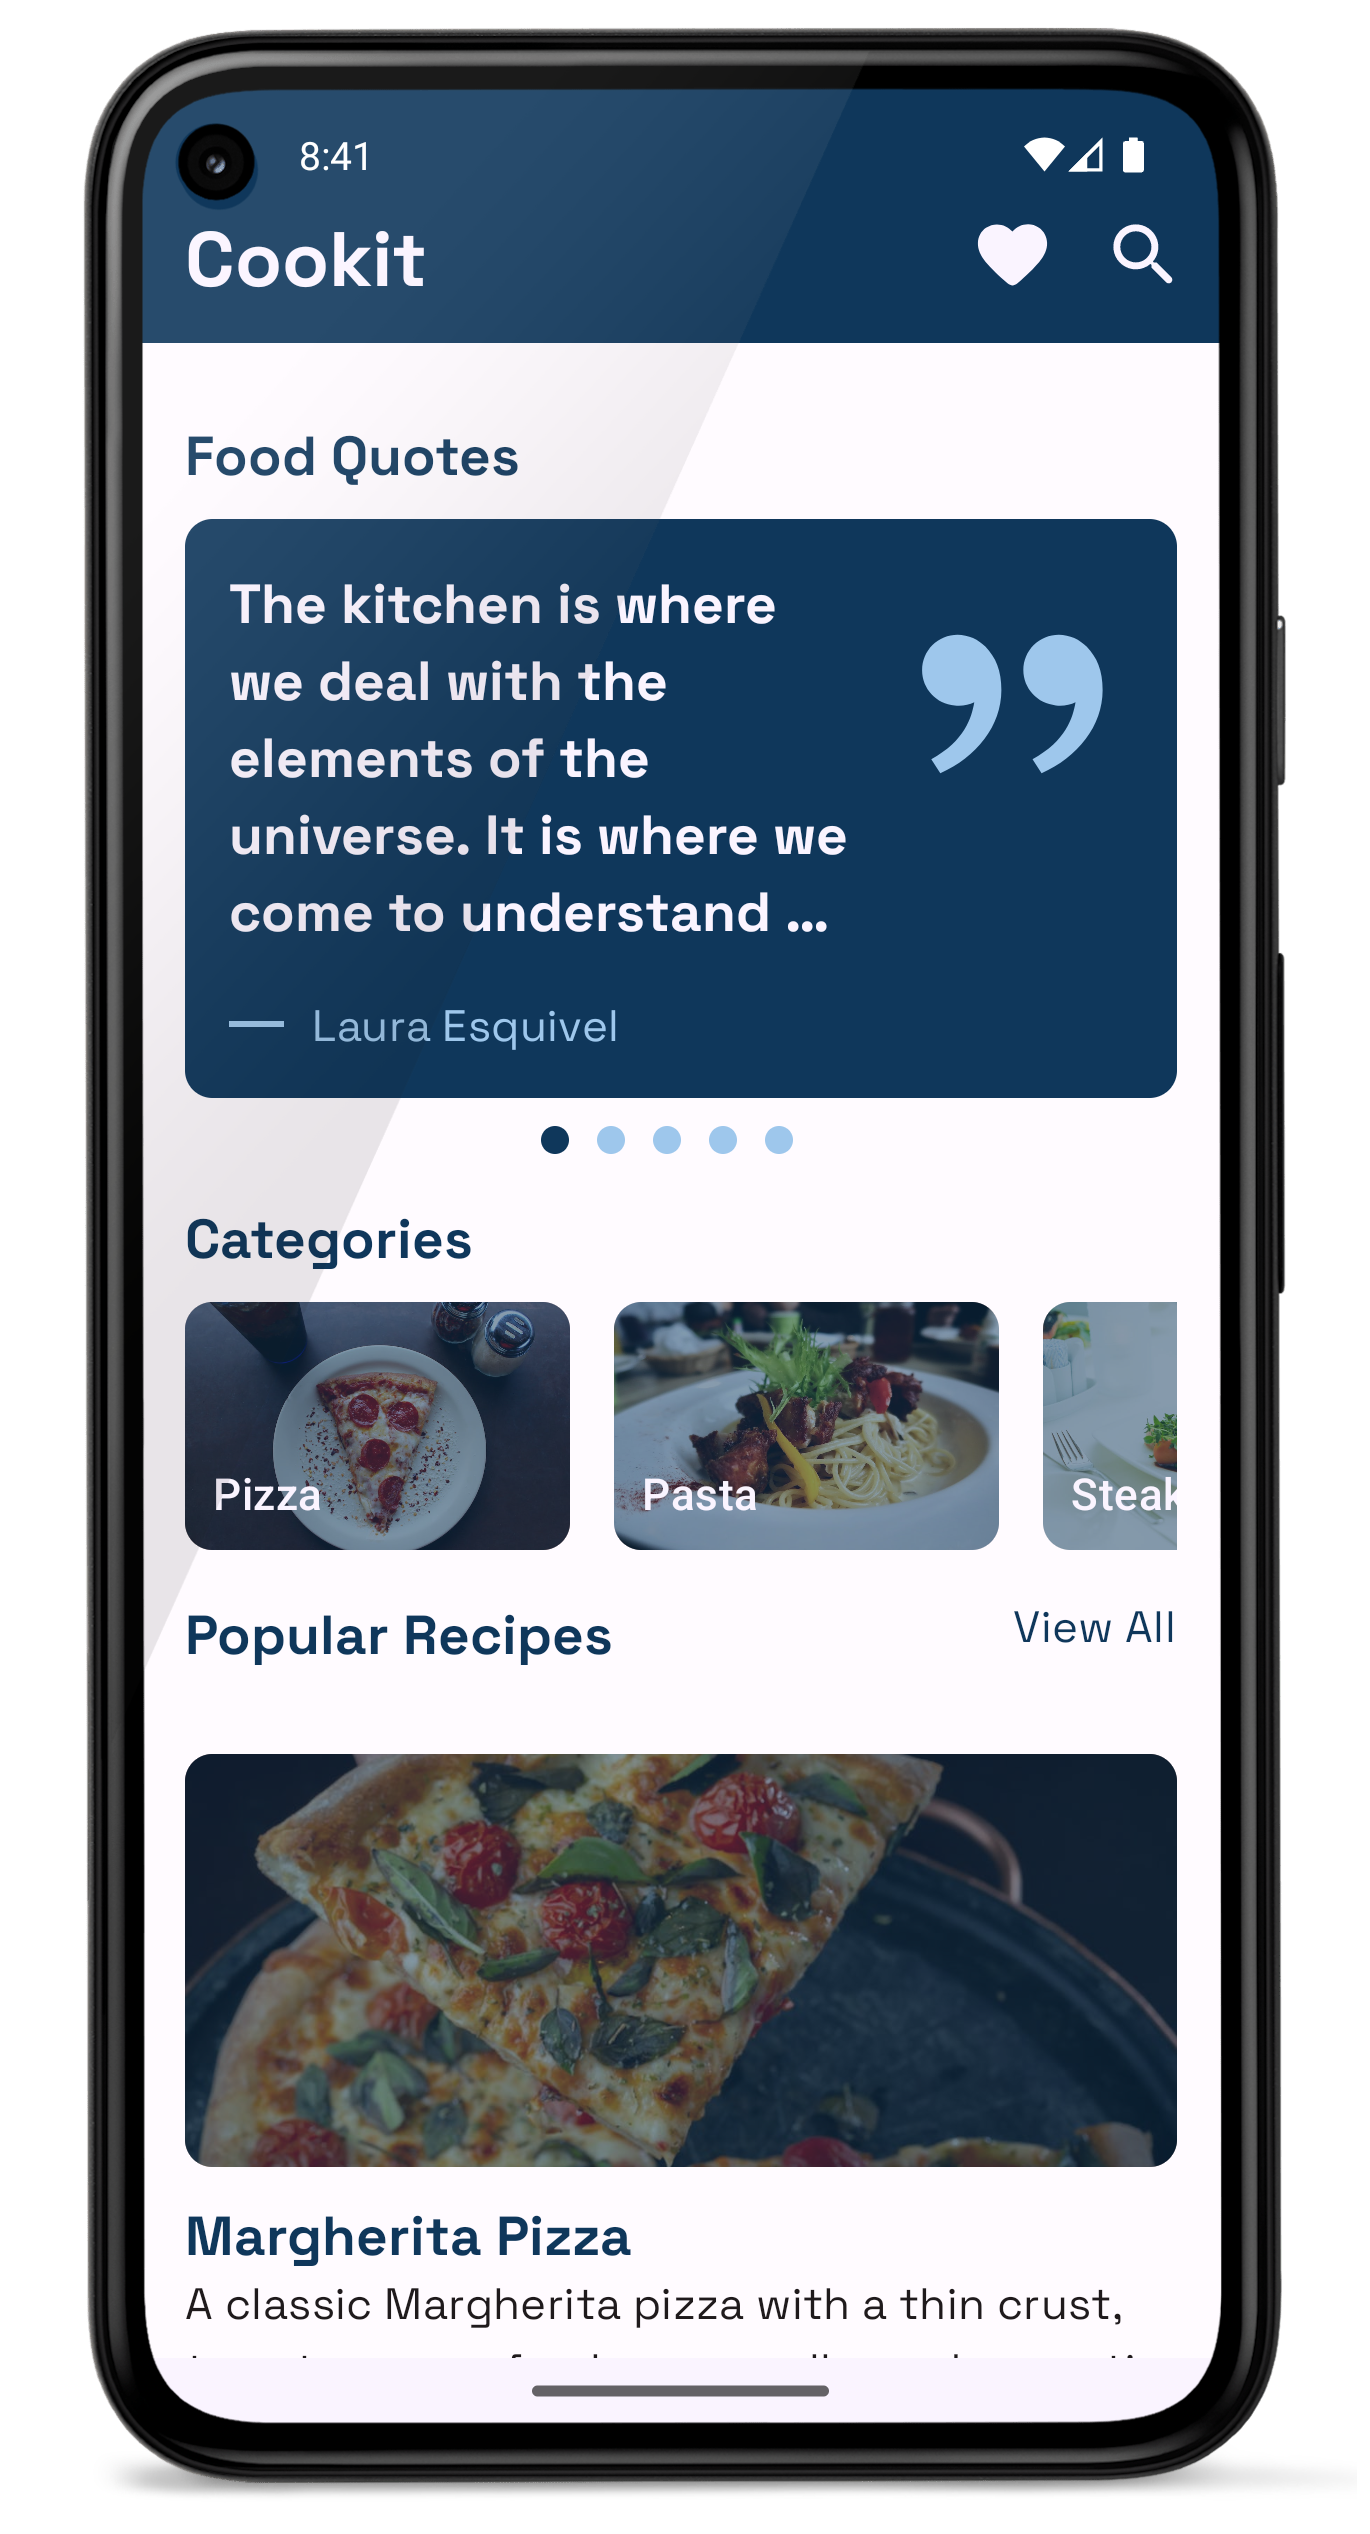 8:41
Cookit
Food Quotes
The kitchen is where
we deal with the
elements of the
universe. It is where we
come to understand ...
— Laura Esquivel
Categories
Pizza
Pasta
Steak
Popular Recipes
View All
Margherita Pizza
A classic Margherita pizza with a thin crust,